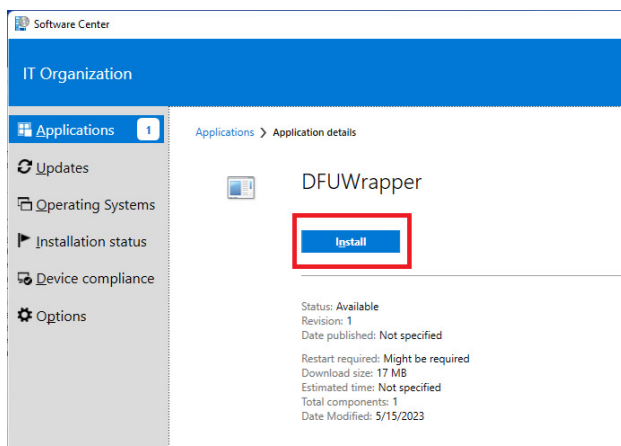 Software Center
IT Organization
Applications 1
Updates
Operating Systems
Installation status
Device compliance
Options
Applications > Application details
DFUWrapper
Install
Status: Available
Revision: 1
Date published: Not specified
Restart required: Might be required
Download size: 17 MB
Estimated time: Not specified
Total components: 1
Date Modified: 5/15/2023